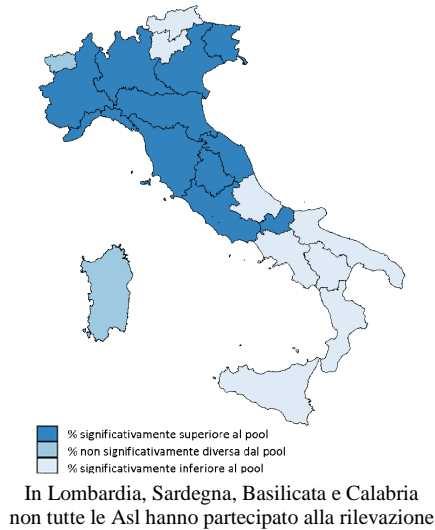 % significativamente superiore al pool
% non significativamente diversa dal pool
% significativamente inferiore al pool
In Lombardia, Sardegna, Basilicata e Calabria
non tutte le Asl hanno partecipato alla rilevazione